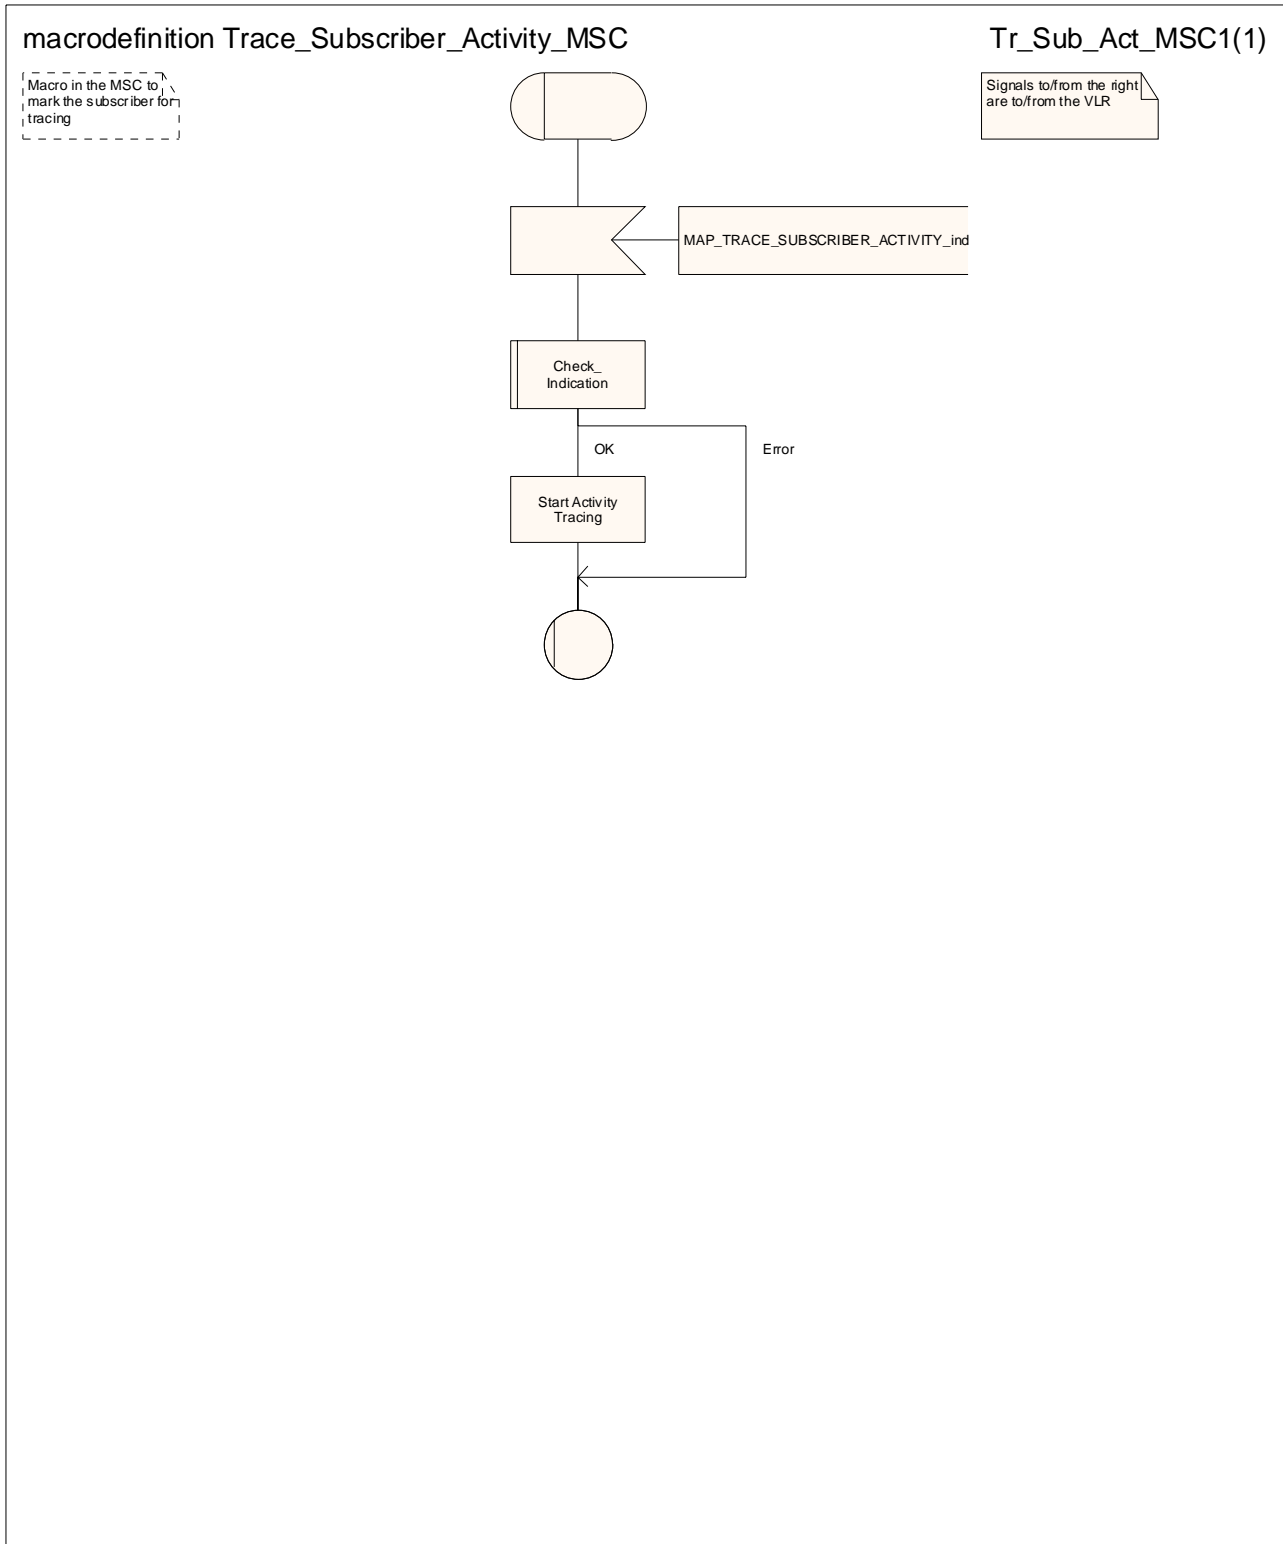 macrodefinition Trace_Subscriber_Activity_MSC
Tr_Sub_Act_MSC1(1)
Macro in the MSC to
mark the subscriber for
tracing
Signals to/from the right
are to/from the VLR
MAP_TRACE_SUBSCRIBER_ACTIVITY_ind
Check_
Indication
OK
Error
Start Activity
Tracing